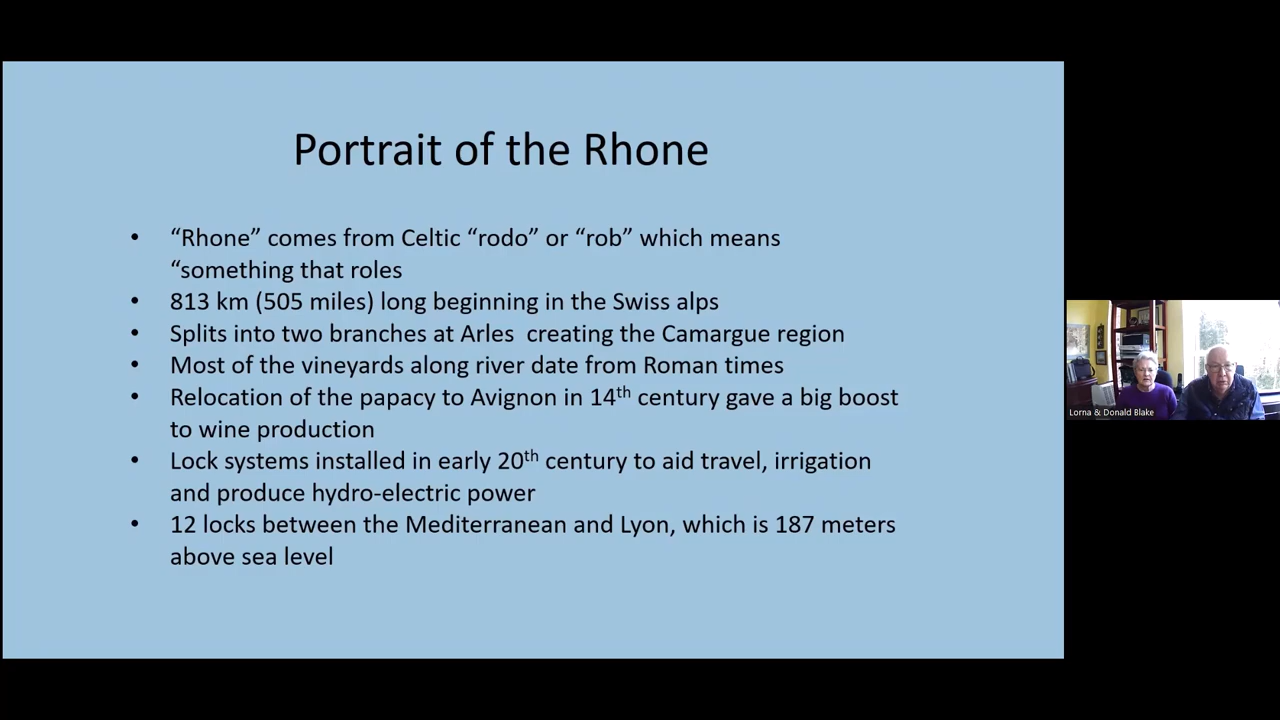 Portrait of the Rhone
• “Rhone” comes from Celtic “rodo” or “rob” which means
“something that roles
• 813 km (505 miles) long beginning in the Swiss alps
• Splits into two branches at Arles  creating the Camargue region
• Most of the vineyards along river date from Roman times
• Relocation of the papacy to Avignon in 14th century gave a big boost
to wine production
• Lock systems installed in early 20th century to aid travel, irrigation
and produce hydro-electric power
• 12 locks between the Mediterranean and Lyon, which is 187 meters
above sea level
Lorna & Donald Blake